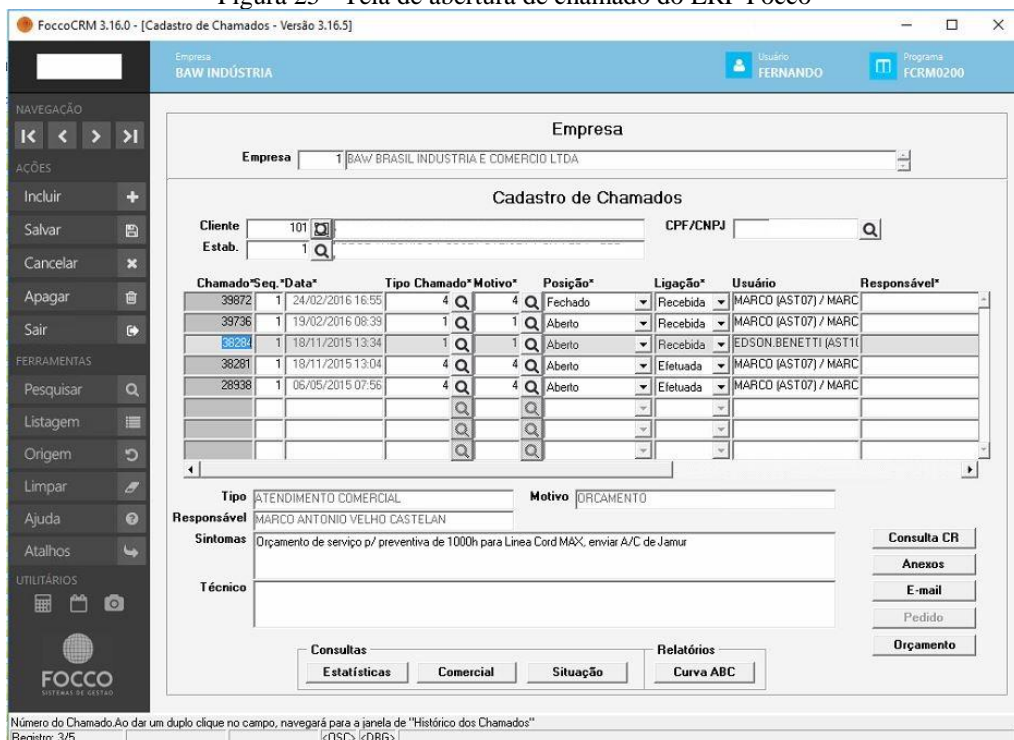 Figura 25 - Tela de abertura de chamado do ERP Focco
FoccoCRM 3.16.0 - [Cadastro de Chamados - Versão 3.16.5]
Empresa
BAW INDÚSTRIA
Usuário
FERNANDO
Programa
FCRM0200
NAVEGAÇÃO
AÇÕES
Incluir
Salvar
Cancelar
Apagar
Sair
FERRAMENTAS
Pesquisar
Listagem
Origem
Limpar
Ajuda
Atalhos
UTILITÁRIOS
FOCCO
SISTEMAS DE GESTÃO
Empresa
Empresa 1 BAW BRASIL INDUSTRIA E COMERCIO LTDA
Cadastro de Chamados
Cliente 101 CPF/CNPJ
Estab. 1
Chamado* Seq.* Data* Tipo Chamado* Motivo* Posição* Ligação* Usuário Responsável*
39872 1 24/02/2016 16:55 4 4 Fechado Recebida MARCO (AST07) / MARC
39736 1 19/02/2016 08:39 1 1 Aberto Recebida MARCO (AST07) / MARC
38284 1 18/11/2015 13:34 1 1 Aberto Recebida EDSON.BENETTI (AST1(
38281 1 18/11/2015 13:04 4 4 Aberto Efetuada MARCO (AST07) / MARC
28938 1 06/05/2015 07:56 4 4 Aberto Efetuada MARCO (AST07) / MARC
Tipo ATENDIMENTO COMERCIAL Motivo ORCAMENTO
Responsável MARCO ANTONIO VELHO CASTELAN
Sintomas Orçamento de serviço p/ preventiva de 1000h para Linea Cord MAX, enviar A/C de Jamur
Técnico
Consulta CR
Anexos
E-mail
Pedido
Orçamento
Consultas
Estatísticas Comercial Situação
Relatórios
Curva ABC
Número do Chamado.Ao dar um duplo clique no campo, navegará para a janela de "Histórico dos Chamados"
Registro: 3/5 <OSC> <DBG>